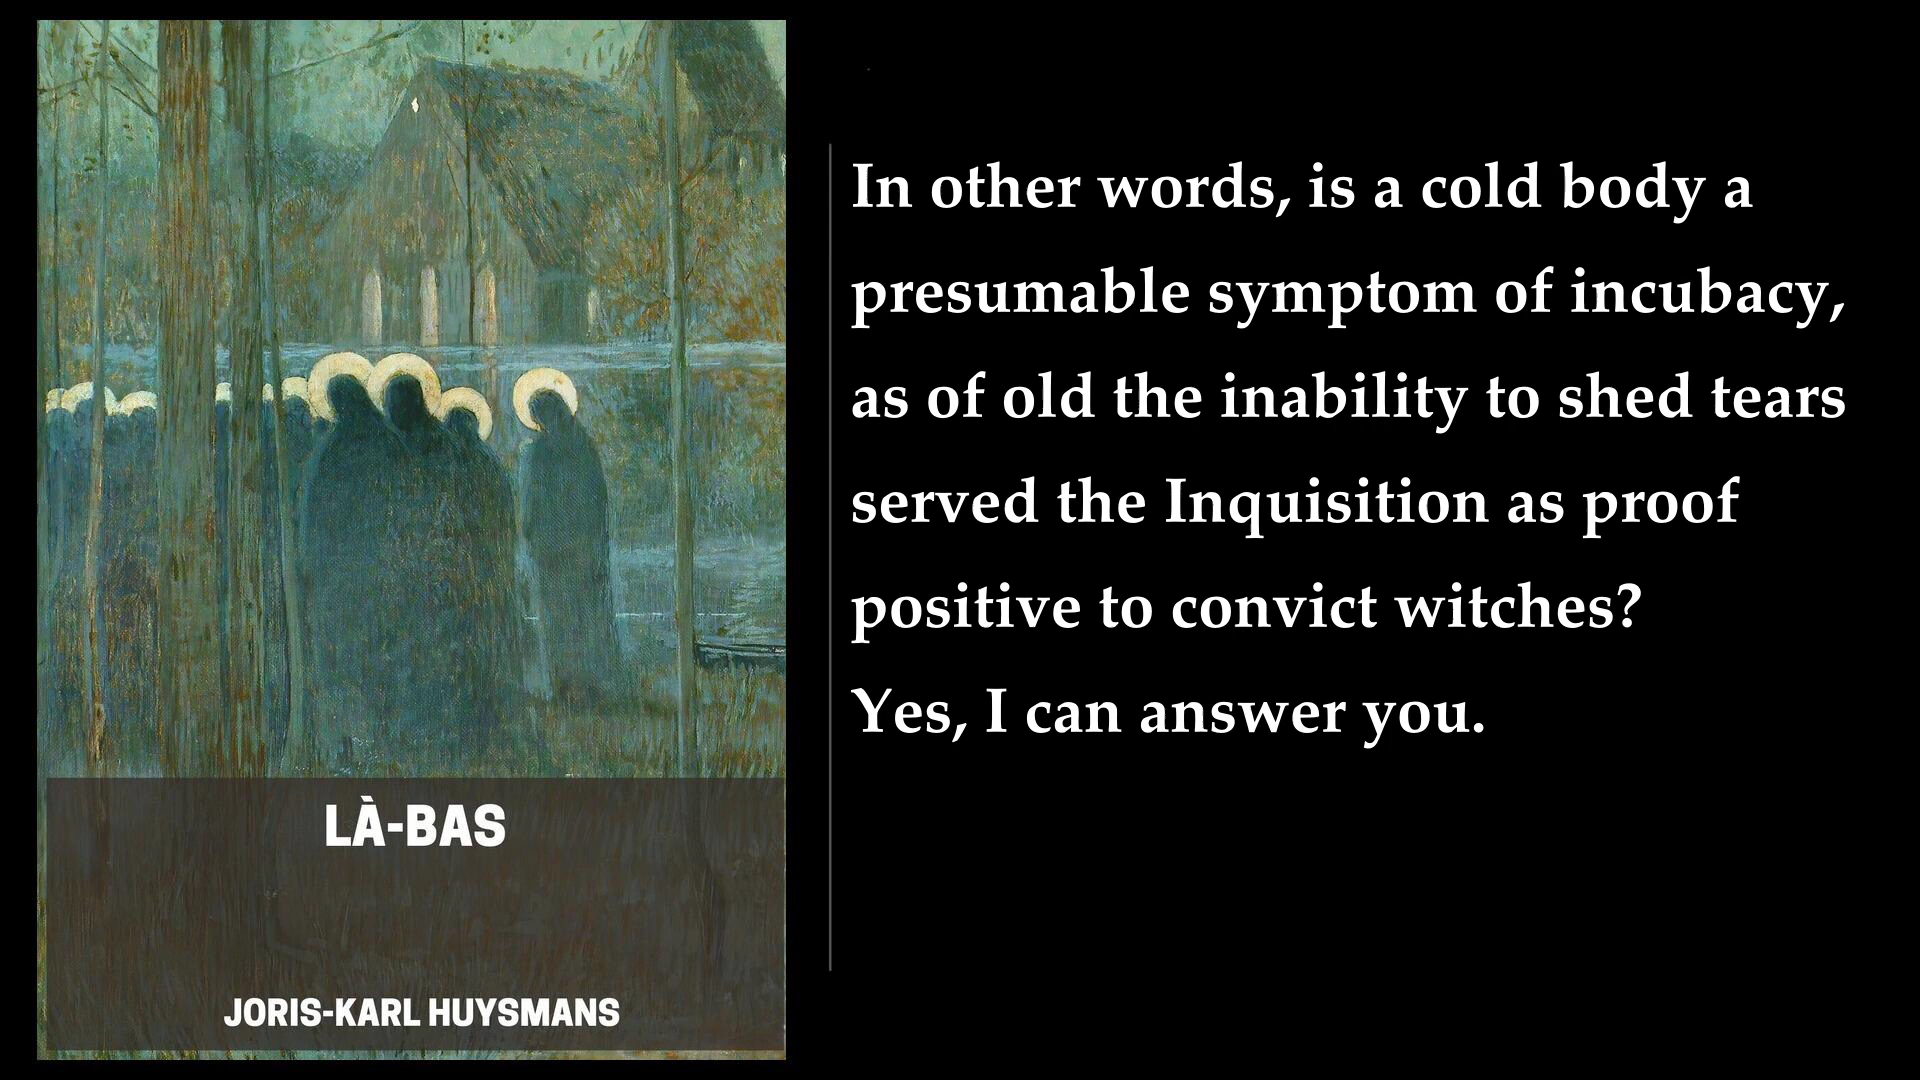 LÀ-BAS
JORIS-KARL HUYSMANS
In other words, is a cold body a
presumable symptom of incubacy,
as of old the inability to shed tears
served the Inquisition as proof
positive to convict witches?
Yes, I can answer you.